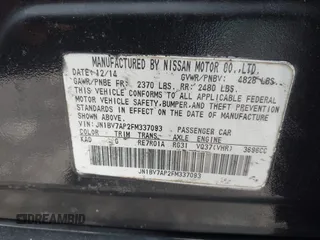 MANUFACTURED BY NISSAN MOTOR CO.,LTD.
DATE:12/14 GVWR/PNBV: 4828 LBS.
GAWR/PNBE FR: 2370 LBS. RR: 2480 LBS.
THIS VEHICLE CONFORMS TO ALL APPLICABLE FEDERAL
MOTOR VEHICLE SAFETY,BUMPER,AND THEFT PREVENTION
STANDARDS IN EFFECT ON THE DATE OF MANUFACTURE
SHOWN ABOVE.
VIN: JN1BV7AP2FM337093 PASSENGER CAR
COLOR TRIM TRANS. AXLE ENGINE
KAD G RE7R01A RG31 VQ37(VHR) 3696CC
JN1BV7AP2FM337093
DREAMBID